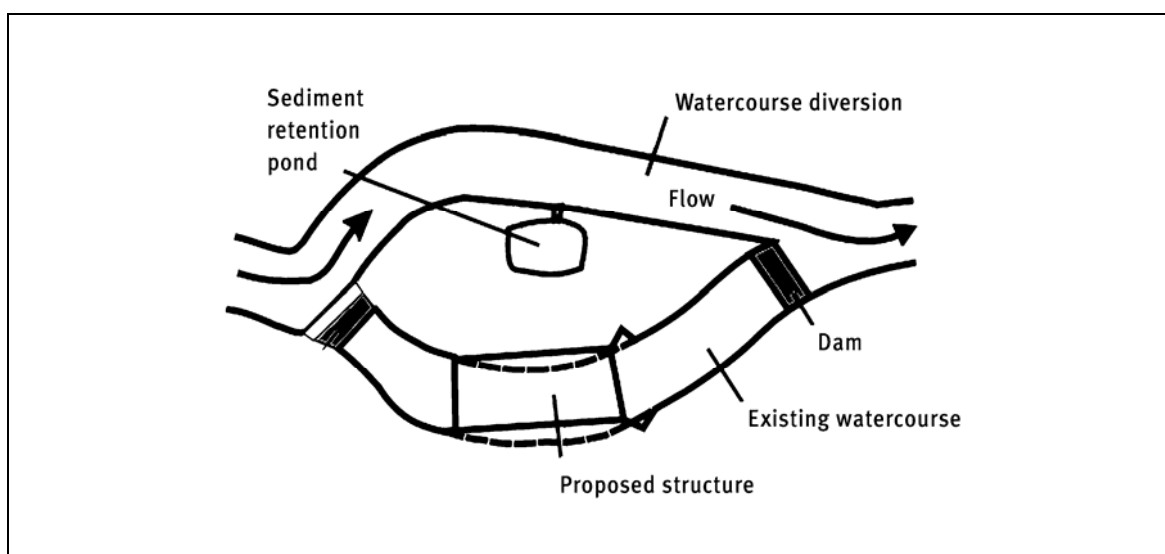 Sediment
retention
pond
Watercourse diversion
Flow
Dam
Existing watercourse
Proposed structure